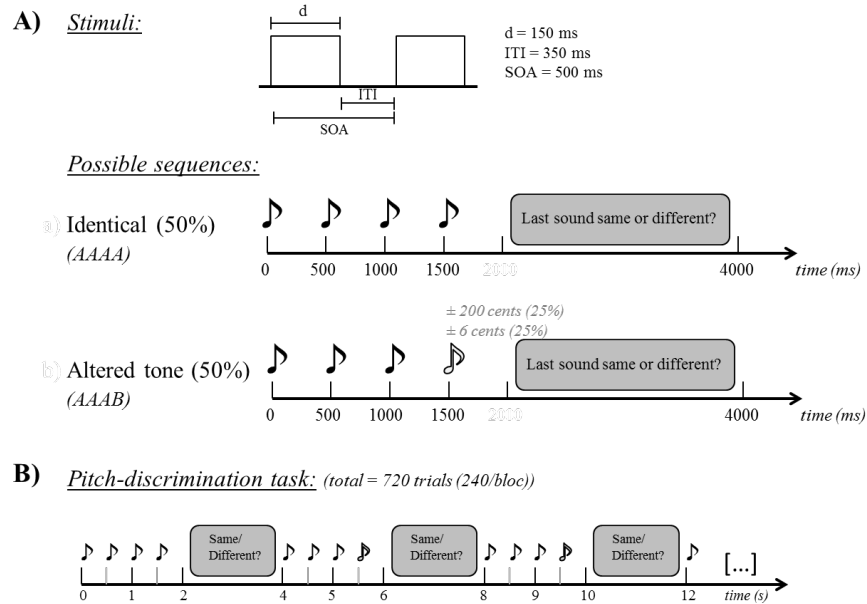 A) Stimuli:
d
d = 150 ms
ITI = 350 ms
SOA = 500 ms
ITI
SOA
Possible sequences:
a) Identical (50%)
(AAAA)
Last sound same or different?
0 500 1000 1500 2000 4000 time (ms)
± 200 cents (25%)
± 6 cents (25%)
b) Altered tone (50%)
(AAAB)
Last sound same or different?
0 500 1000 1500 2000 4000 time (ms)
B) Pitch-discrimination task: (total = 720 trials (240/bloc))
Same/
Different?
Same/
Different?
Same/
Different?
[...]
0 1 2 4 5 6 8 9 10 12 time (s)